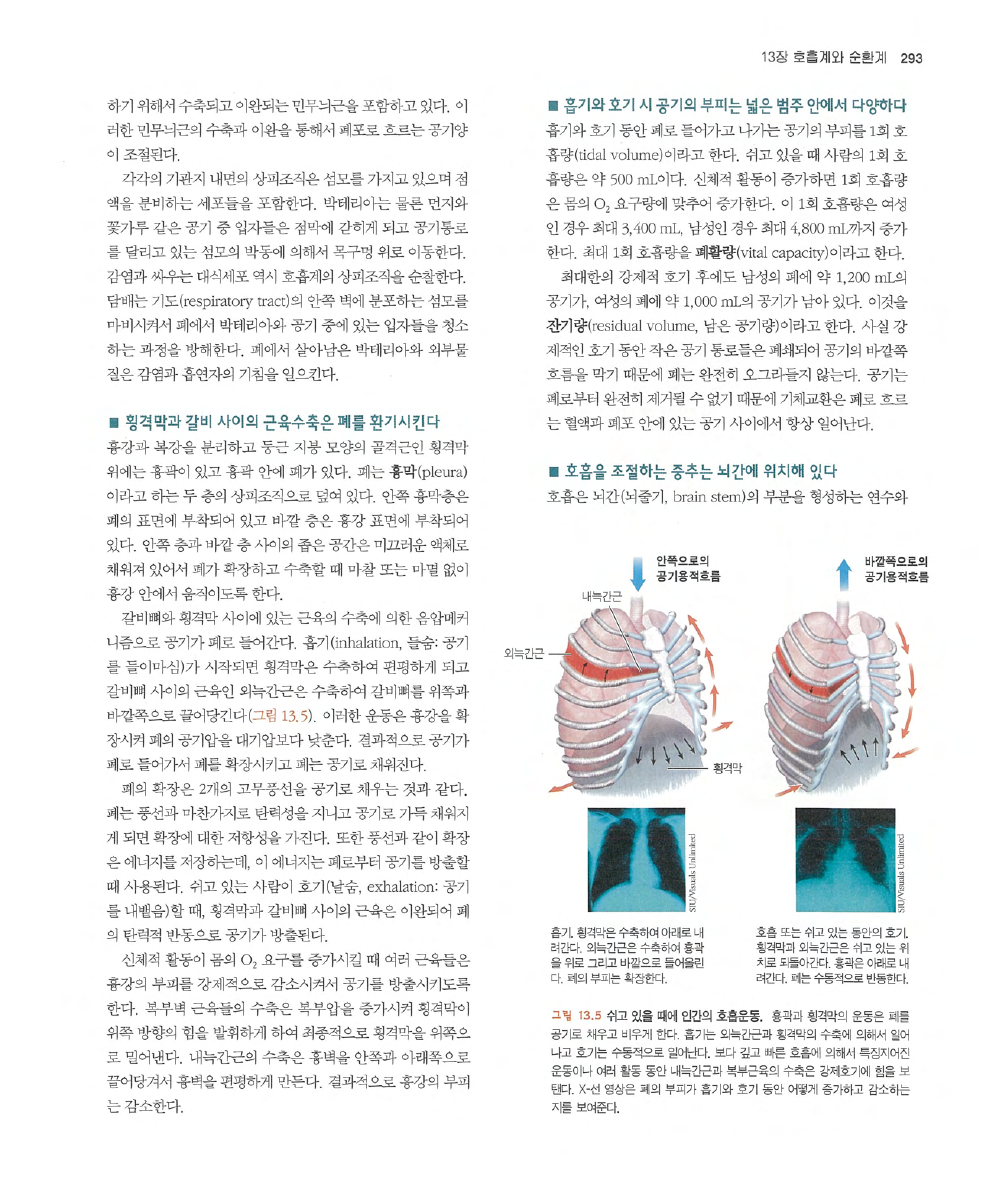 13장 호흡계와 순환계 293
하기 위해서 수축되고 이완되는 민무늬근을 포함하고 있다. 이
러한 민무늬근의 수축과 이완을 통해서 폐포로 흐르는 공기양
이 조절된다.
각각의 기관지 내면의 상피조직은 섬모를 가지고 있으며 점
액을 분비하는 세포들을 포함한다. 박테리아는 물론 먼지와
꽃가루 같은 공기 중 입자들은 점막에 갇히게 되고 공기통로
를 달리고 있는 섬모의 박동에 의해서 목구멍 위로 이동한다.
감염과 싸우는 대식세포 역시 호흡계의 상피조직을 순찰한다.
담배는 기도(respiratory tract)의 안쪽 벽에 분포하는 섬모를
마비시켜서 폐에서 박테리아와 공기 중에 있는 입자들을 청소
하는 과정을 방해한다. 폐에서 살아남은 박테리아와 외부물
질은 감염과 흡연자의 기침을 일으킨다.
■ 횡격막과 갈비 사이의 근육수축은 폐를 환기시킨다
흉강과 복강을 분리하고 둥근 지붕 모양의 골격근인 횡격막
위에는 흉곽이 있고 흉곽 안에 폐가 있다. 폐는 흉막(pleura)
이라고 하는 두 층의 상피조직으로 덮여 있다. 안쪽 흉막층은
폐의 표면에 부착되어 있고 바깥 층은 흉강 표면에 부착되어
있다. 안쪽 층과 바깥 층 사이의 좁은 공간은 미끄러운 액체로
채워져 있어서 폐가 확장하고 수축할 때 마찰 또는 마멸 없이
흉강 안에서 움직이도록 한다.
갈비뼈와 횡격막 사이에 있는 근육의 수축에 의한 음압메커
니즘으로 공기가 폐로 들어간다. 흡기(inhalation, 들숨: 공기
를 들이마심)가 시작되면 횡격막은 수축하여 편평하게 되고
갈비뼈 사이의 근육인 외늑간근은 수축하여 갈비뼈를 위쪽과
바깥쪽으로 끌어당긴다(그림 13.5). 이러한 운동은 흉강을 확
장시켜 폐의 공기압을 대기압보다 낮춘다. 결과적으로 공기가
폐로 들어가서 폐를 확장시키고 폐는 공기로 채워진다.
폐의 확장은 2개의 고무풍선을 공기로 채우는 것과 같다.
폐는 풍선과 마찬가지로 탄력성을 지니고 공기로 가득 채워지
게 되면 확장에 대한 저항성을 가진다. 또한 풍선과 같이 확장
은 에너지를 저장하는데, 이 에너지는 폐로부터 공기를 방출할
때 사용된다. 쉬고 있는 사람이 호기(날숨, exhalation: 공기
를 내뱉음)할 때, 횡격막과 갈비뼈 사이의 근육은 이완되어 폐
의 탄력적 반동으로 공기가 방출된다.
신체적 활동이 몸의 O₂ 요구를 증가시킬 때 여러 근육들은
흉강의 부피를 강제적으로 감소시켜서 공기를 방출시키도록
한다. 복부벽 근육들의 수축은 복부압을 증가시켜 횡격막이
위쪽 방향의 힘을 발휘하게 하여 최종적으로 횡격막을 위쪽으
로 밀어낸다. 내늑간근의 수축은 흉벽을 안쪽과 아래쪽으로
끌어당겨서 흉벽을 편평하게 만든다. 결과적으로 흉강의 부피
는 감소한다.
■ 흡기와 호기 시 공기의 부피는 넓은 범주 안에서 다양하다
흡기와 호기 동안 폐로 들어가고 나가는 공기의 부피를 1회 호
흡량(tidal volume)이라고 한다. 쉬고 있을 때 사람의 1회 호
흡량은 약 500 mL이다. 신체적 활동이 증가하면 1회 호흡량
은 몸의 O₂ 요구량에 맞추어 증가한다. 이 1회 호흡량은 여성
인 경우 최대 3,400 mL, 남성인 경우 최대 4,800 mL까지 증가
한다. 최대 1회 호흡량을 폐활량(vital capacity)이라고 한다.
최대한의 강제적 호기 후에도 남성의 폐에 약 1,200 mL의
공기가, 여성의 폐에 약 1,000 mL의 공기가 남아 있다. 이것을
잔기량(residual volume, 남은 공기량)이라고 한다. 사실 강
제적인 호기 동안 작은 공기 통로들은 폐쇄되어 공기의 바깥쪽
흐름을 막기 때문에 폐는 완전히 오그라들지 않는다. 공기는
폐로부터 완전히 제거될 수 없기 때문에 기체교환은 폐로 흐르
는 혈액과 폐포 안에 있는 공기 사이에서 항상 일어난다.
■ 호흡을 조절하는 중추는 뇌간에 위치해 있다
호흡은 뇌간(뇌줄기, brain stem)의 부분을 형성하는 연수와
안쪽으로의
공기용적흐름
내늑간근
외늑간근
횡격막
바깥쪽으로의
공기용적흐름
SIU/Visuals Unlimited
SIU/Visuals Unlimited
흡기. 횡격막은 수축하여 아래로 내
려간다. 외늑간근은 수축하여 흉곽
을 위로 그리고 바깥으로 들어올린
다. 폐의 부피는 확장한다.
호흡 또는 쉬고 있는 동안의 호기.
횡격막과 외늑간근은 쉬고 있는 위
치로 되돌아간다. 흉곽은 아래로 내
려간다. 폐는 수동적으로 반동한다.
그림 13.5 쉬고 있을 때에 인간의 호흡운동. 흉곽과 횡격막의 운동은 폐를
공기로 채우고 비우게 한다. 흡기는 외늑간근과 횡격막의 수축에 의해서 일어
나고 호기는 수동적으로 일어난다. 보다 깊고 빠른 호흡에 의해서 특징지어진
운동이나 여러 활동 동안 내늑간근과 복부근육의 수축은 강제호기에 힘을 보
탠다. X-선 영상은 폐의 부피가 흡기와 호기 동안 어떻게 증가하고 감소하는
지를 보여준다.